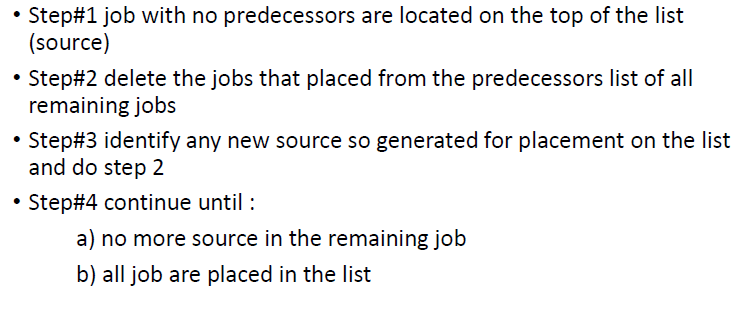 • Step#1 job with no predecessors are located on the top of the list
(source)
• Step#2 delete the jobs that placed from the predecessors list of all
remaining jobs
• Step#3 identify any new source so generated for placement on the list
and do step 2
• Step#4 continue until :
a) no more source in the remaining job
b) all job are placed in the list